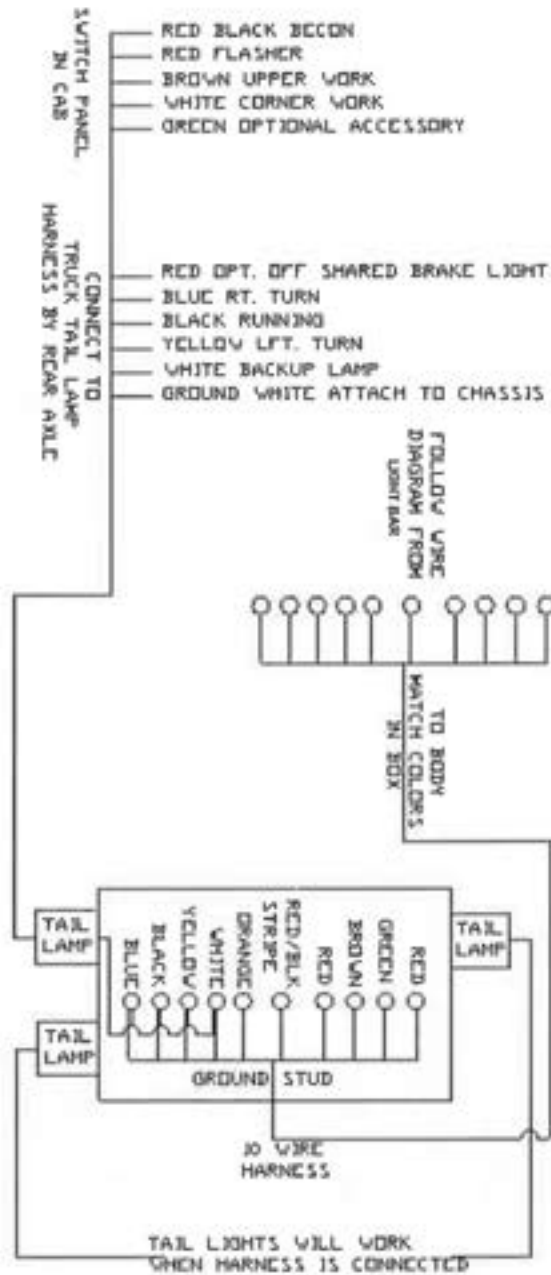 SWITCH PANEL
IN CAB
RED BLACK BECON
RED FLASHER
BROWN UPPER WORK
WHITE CORNER WORK
GREEN OPTIONAL ACCESSORY
CONNECT TO
TRUCK TAIL LAMP
HARNESS BY REAR AXLE
RED OPT. OFF SHARED BRAKE LIGHT
BLUE RT. TURN
BLACK RUNNING
YELLOW LFT. TURN
WHITE BACKUP LAMP
GROUND WHITE ATTACH TO CHASSIS
FOLLOW WIRE
DIAGRAM FROM
LIGHT BAR
TO BODY
MATCH COLORS
IN BOX
TAIL
LAMP
BLUE
BLACK
YELLOW
WHITE
ORANGE
RED/BLK
STRIPE
RED
BROWN
GREEN
RED
TAIL
LAMP
TAIL
LAMP
GROUND STUD
10 WIRE
HARNESS
TAIL LIGHTS WILL WORK
WHEN HARNESS IS CONNECTED